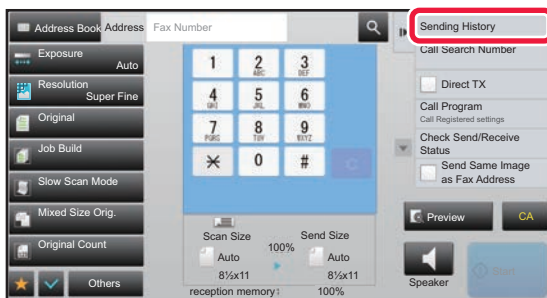 Address Book
Address
Fax Number
Sending History
Exposure
Auto
Resolution
Super Fine
Original
Job Build
Slow Scan Mode
Mixed Size Orig.
Original Count
Others
1
2
ABC
3
DEF
4
GHI
5
JKL
6
MNO
7
PQRS
8
TUV
9
WXYZ
0
#
C
Scan Size
100%
Send Size
Auto
Auto
8½x11
8½x11
reception memory:
100%
Call Search Number
Direct TX
Call Program
Call Registered settings
Check Send/Receive
Status
Send Same Image
as Fax Address
Preview
CA
Speaker
Start